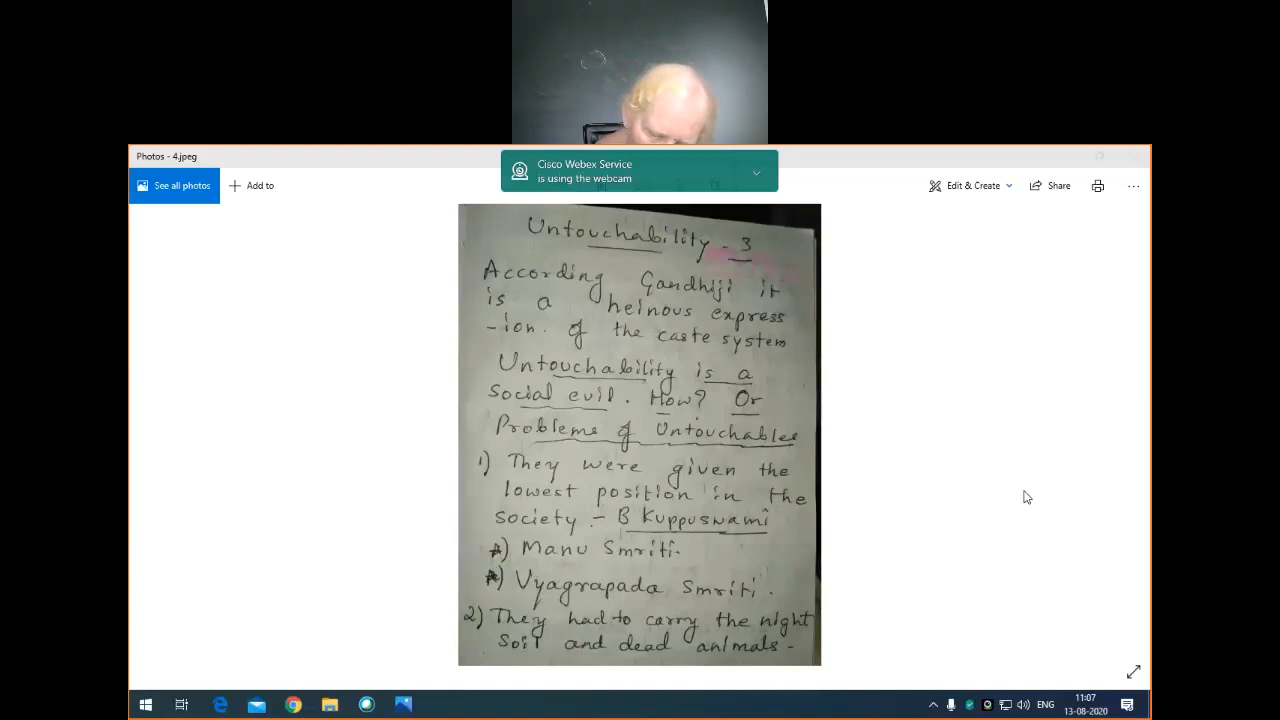 Photos - 4.jpeg
Cisco Webex Service
is using the webcam
See all photos
Add to
Edit & Create
Share
Untouchability - 3
According Gandhiji it
is a heinous express
-ion. of the caste system
Untouchability is a
social evil. How? Or
Problems of Untouchables
1) They were given the
lowest position in the
society - B Kuppuswami
*) Manu Smriti.
*) Vyagrapada Smriti.
2) They had to carry the night
soil and dead animals -
ENG
11:07
13-08-2020